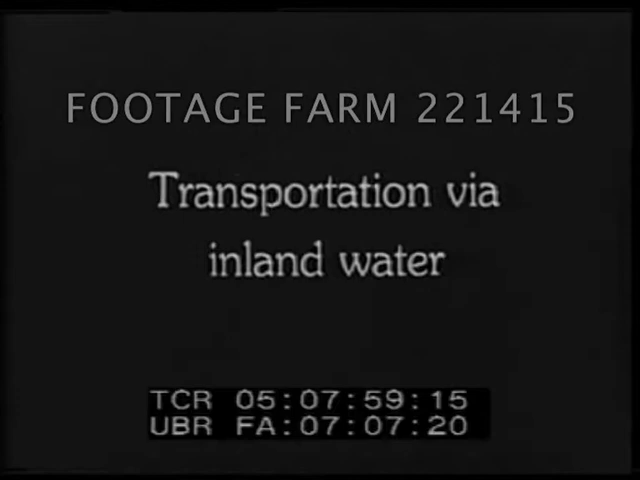 FOOTAGE FARM 221415
Transportation via
inland water
TCR 05:07:59:15
UBR FA:07:07:20